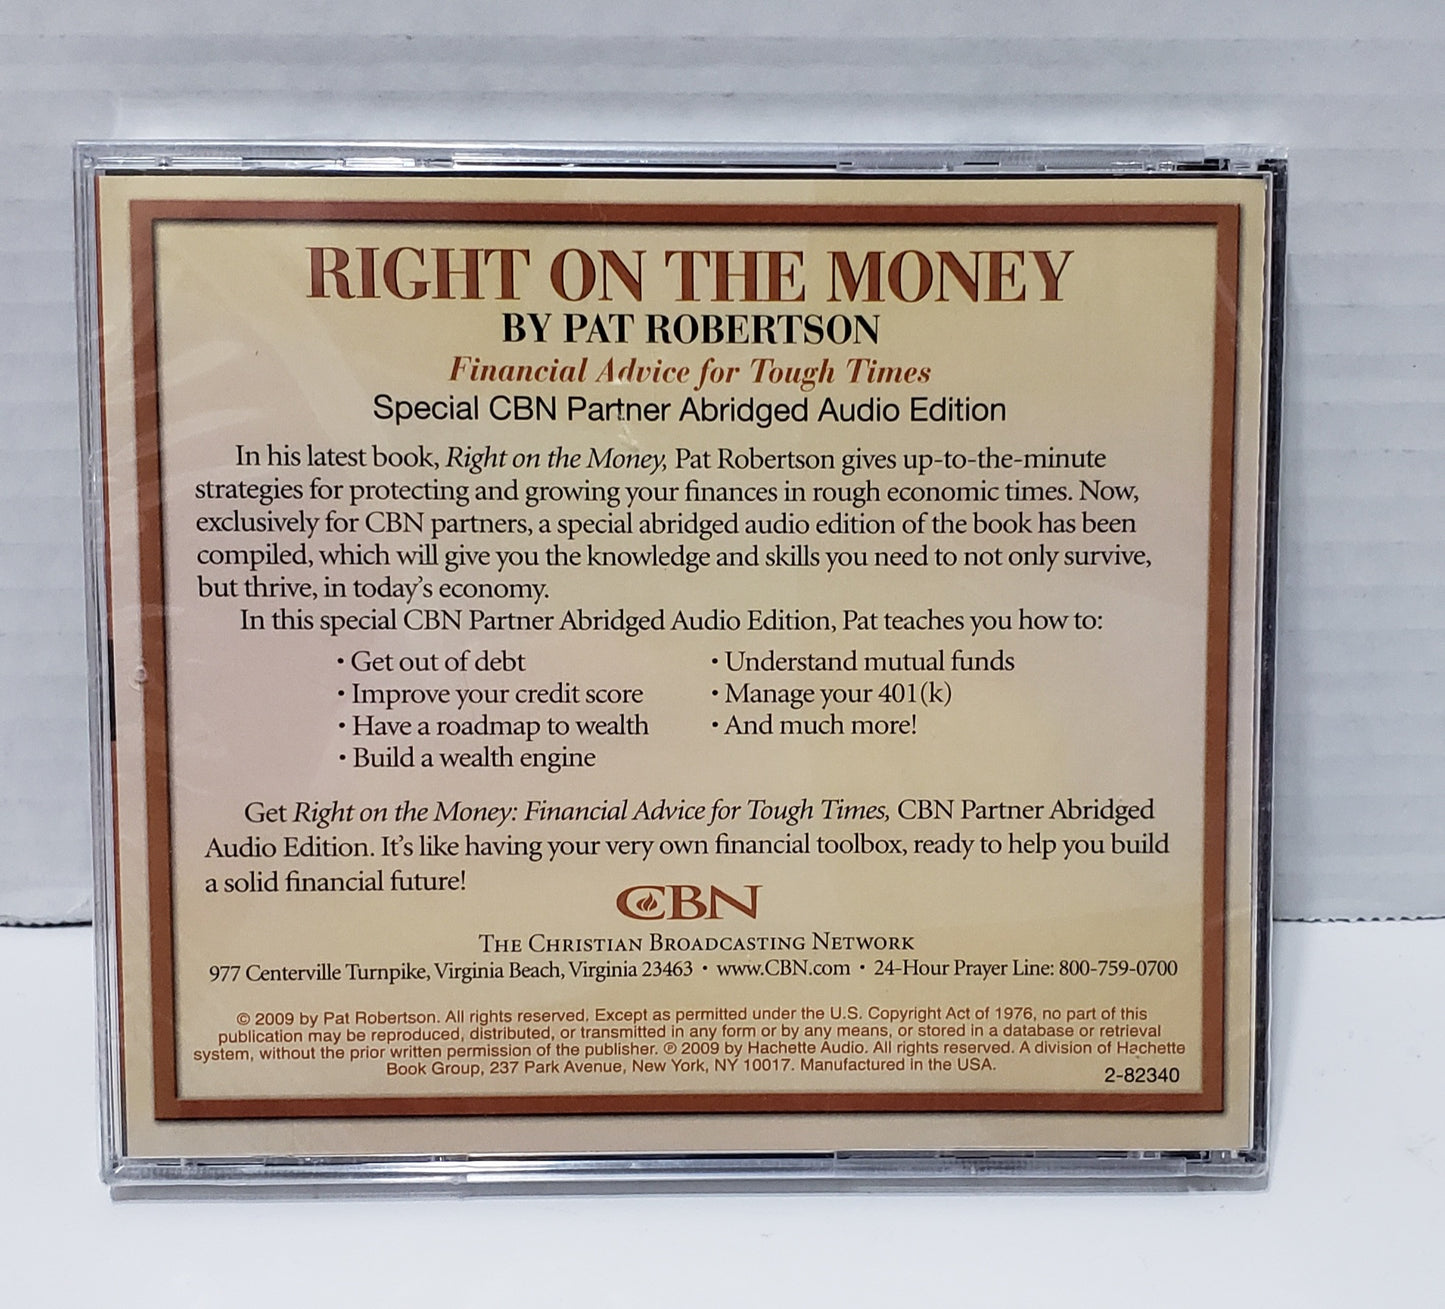 RIGHT ON THE MONEY
BY PAT ROBERTSON
Financial Advice for Tough Times
Special CBN Partner Abridged Audio Edition
In his latest book, Right on the Money, Pat Robertson gives up-to-the-minute
strategies for protecting and growing your finances in rough economic times. Now,
exclusively for CBN partners, a special abridged audio edition of the book has been
compiled, which will give you the knowledge and skills you need to not only survive,
but thrive, in today's economy.
In this special CBN Partner Abridged Audio Edition, Pat teaches you how to:
• Get out of debt
• Improve your credit score
• Have a roadmap to wealth
• Build a wealth engine
• Understand mutual funds
• Manage your 401(k)
• And much more!
Get Right on the Money: Financial Advice for Tough Times, CBN Partner Abridged
Audio Edition. It's like having your very own financial toolbox, ready to help you build
a solid financial future!
CBN
THE CHRISTIAN BROADCASTING NETWORK
977 Centerville Turnpike, Virginia Beach, Virginia 23463 • www.CBN.com • 24-Hour Prayer Line: 800-759-0700
© 2009 by Pat Robertson. All rights reserved. Except as permitted under the U.S. Copyright Act of 1976, no part of this
publication may be reproduced, distributed, or transmitted in any form or by any means, or stored in a database or retrieval
system, without the prior written permission of the publisher. ℗ 2009 by Hachette Audio. All rights reserved. A division of Hachette
Book Group, 237 Park Avenue, New York, NY 10017. Manufactured in the USA.
2-82340